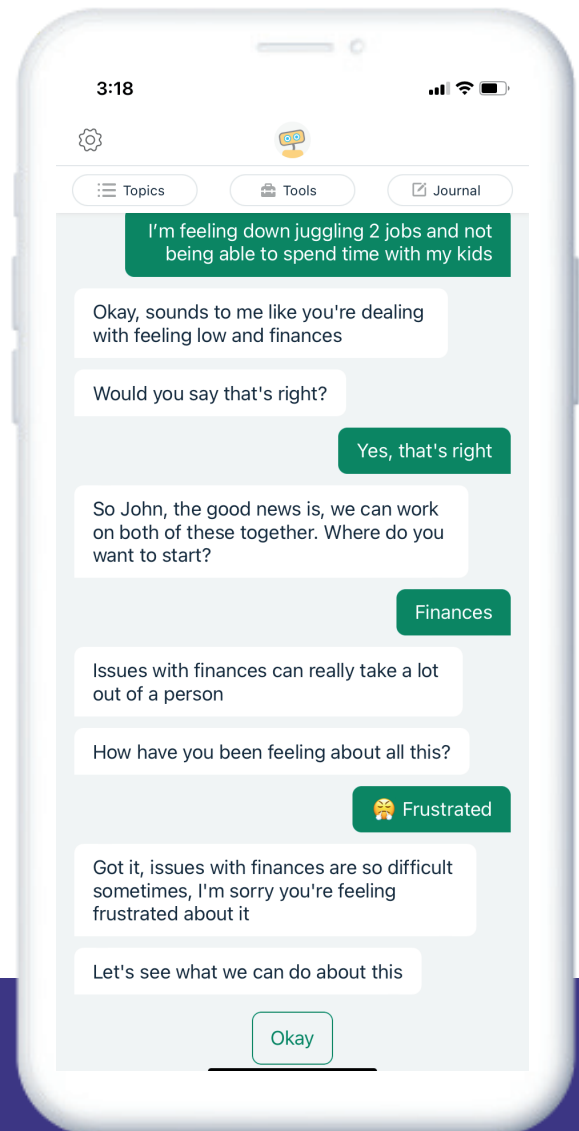 3:18
Topics
Tools
Journal
I'm feeling down juggling 2 jobs and not
being able to spend time with my kids
Okay, sounds to me like you're dealing
with feeling low and finances
Would you say that's right?
Yes, that's right
So John, the good news is, we can work
on both of these together. Where do you
want to start?
Finances
Issues with finances can really take a lot
out of a person
How have you been feeling about all this?
😤 Frustrated
Got it, issues with finances are so difficult
sometimes, I'm sorry you're feeling
frustrated about it
Let's see what we can do about this
Okay